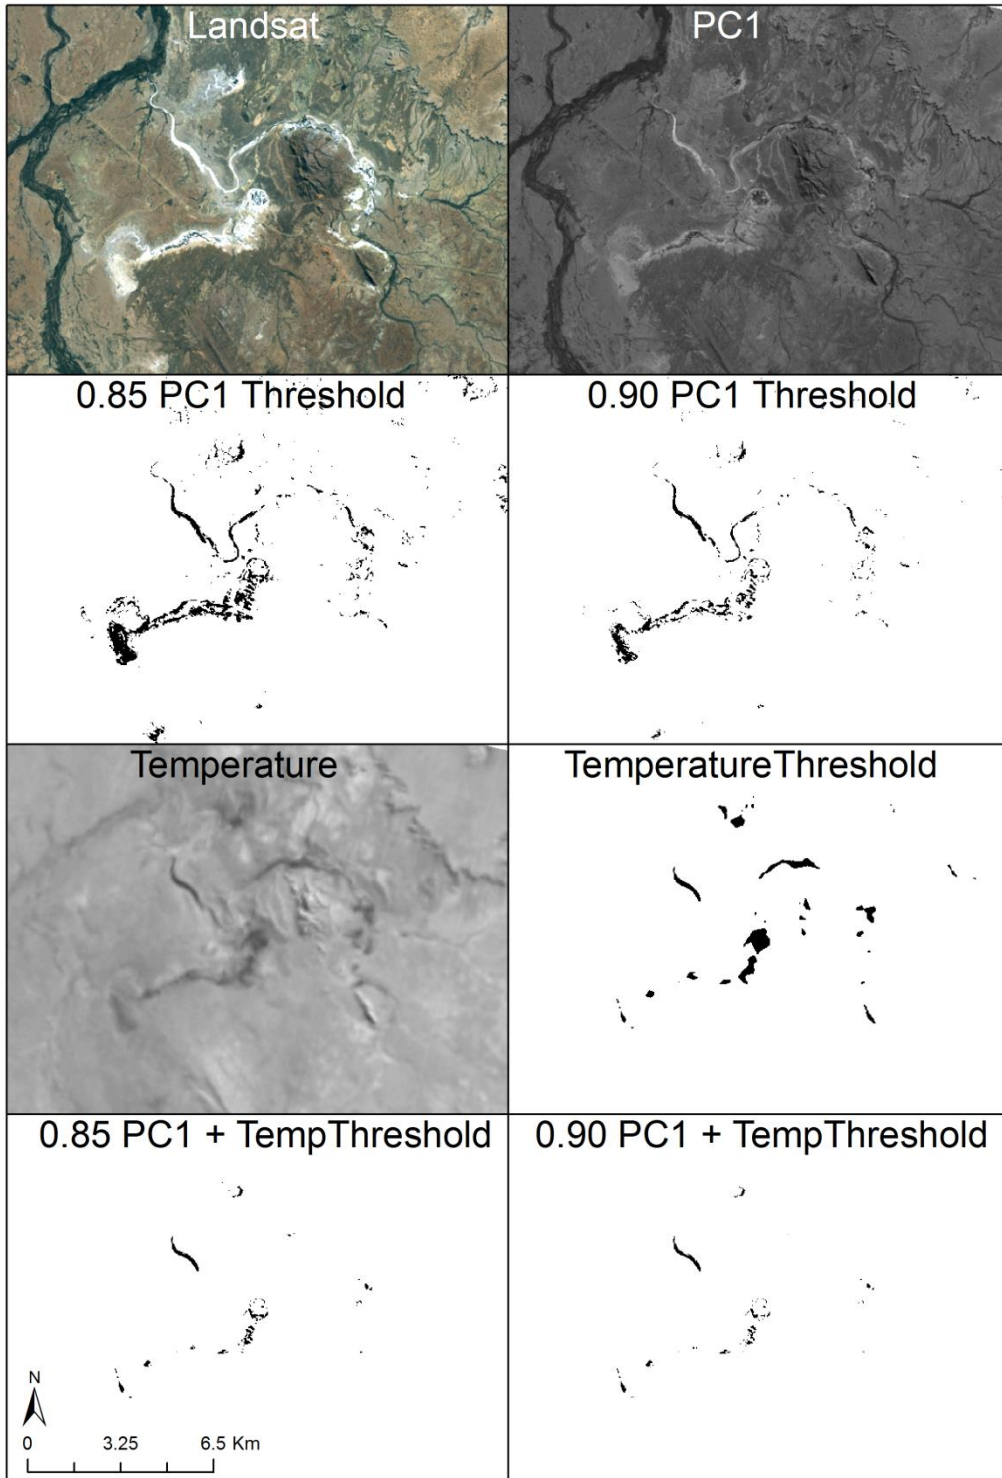 Landsat
PC1
0.85 PC1 Threshold
0.90 PC1 Threshold
Temperature
TemperatureThreshold
0.85 PC1 + TempThreshold
0.90 PC1 + TempThreshold
N
0 3.25 6.5 Km